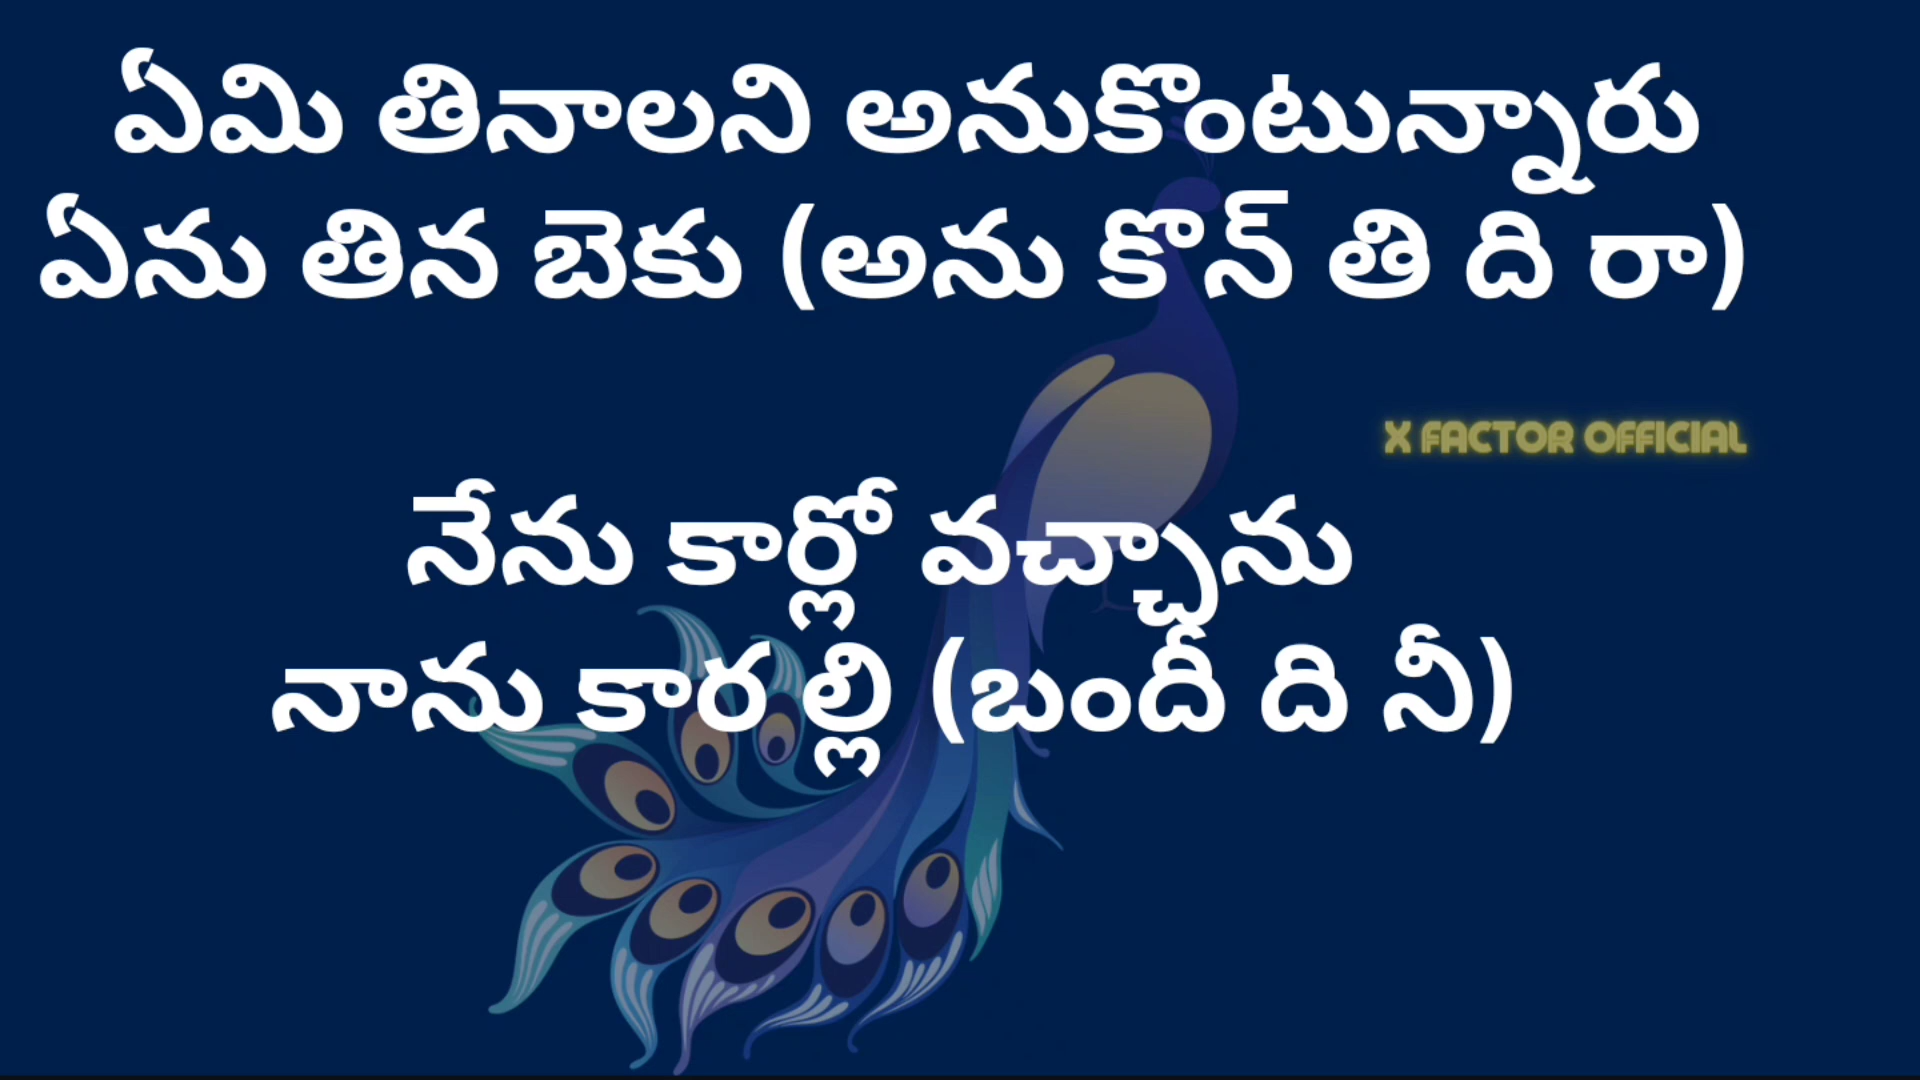 ఏమి తినాలని అనుకొంటున్నారు
ఏను తిన బెకు (అను కొన్ తి ది రా)
X FACTOR OFFICIAL
నేను కార్లో వచ్చాను
నాను కార ల్లి (బందీ ది నీ)